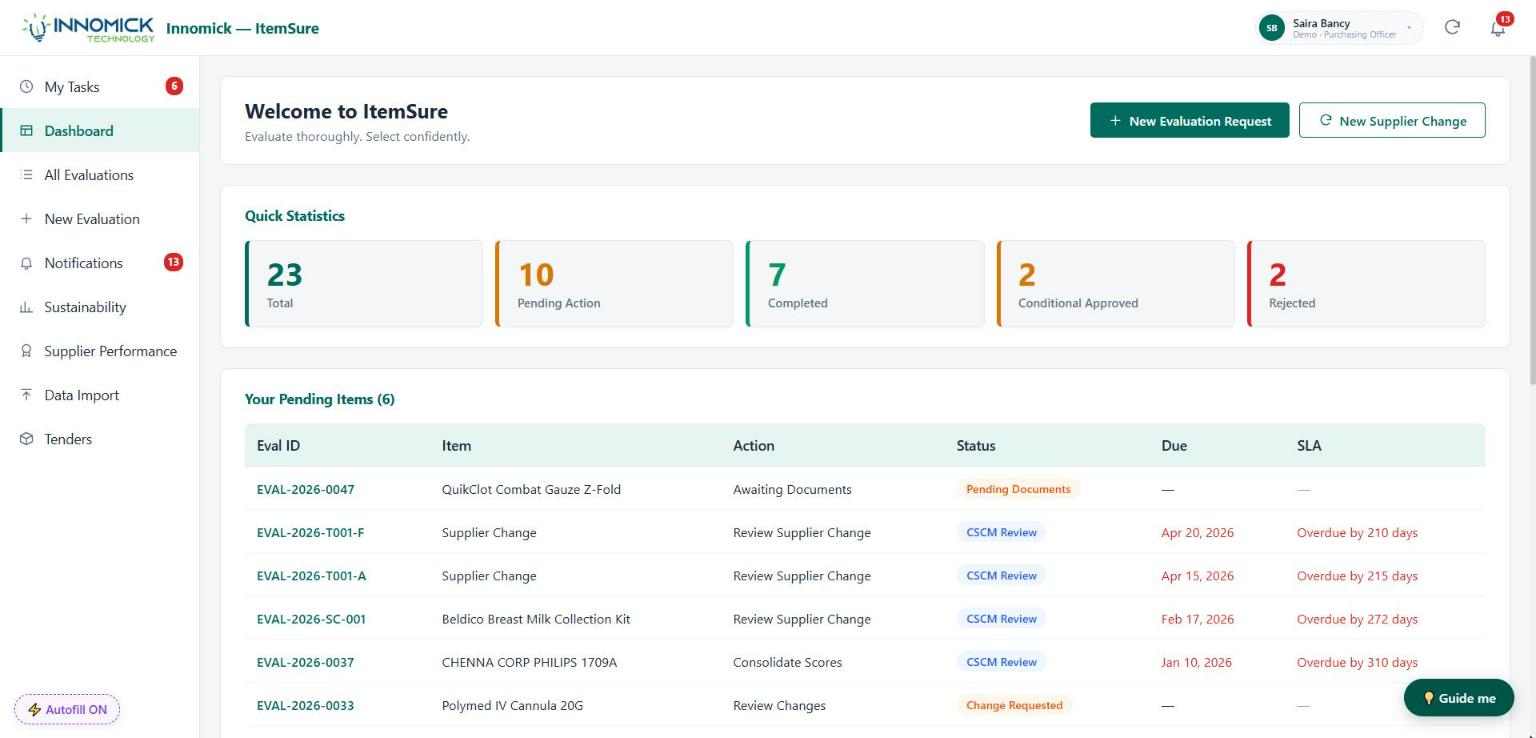 INNOMICK
TECHNOLOGY
Innomick — ItemSure
SB
Saira Bancy
Demo · Purchasing Officer
13
My Tasks 6
Dashboard
All Evaluations
New Evaluation
Notifications 13
Sustainability
Supplier Performance
Data Import
Tenders
Autofill ON
Welcome to ItemSure
Evaluate thoroughly. Select confidently.
+ New Evaluation Request
New Supplier Change
Quick Statistics
23 10 7 2 2
Total Pending Action Completed Conditional Approved Rejected
Your Pending Items (6)
Eval ID Item Action Status Due SLA
EVAL-2026-0047 QuikClot Combat Gauze Z-Fold Awaiting Documents Pending Documents — —
EVAL-2026-T001-F Supplier Change Review Supplier Change CSCM Review Apr 20, 2026 Overdue by 210 days
EVAL-2026-T001-A Supplier Change Review Supplier Change CSCM Review Apr 15, 2026 Overdue by 215 days
EVAL-2026-SC-001 Beldico Breast Milk Collection Kit Review Supplier Change CSCM Review Feb 17, 2026 Overdue by 272 days
EVAL-2026-0037 CHENNA CORP PHILIPS 1709A Consolidate Scores CSCM Review Jan 10, 2026 Overdue by 310 days
EVAL-2026-0033 Polymed IV Cannula 20G Review Changes Change Requested — —
Guide me